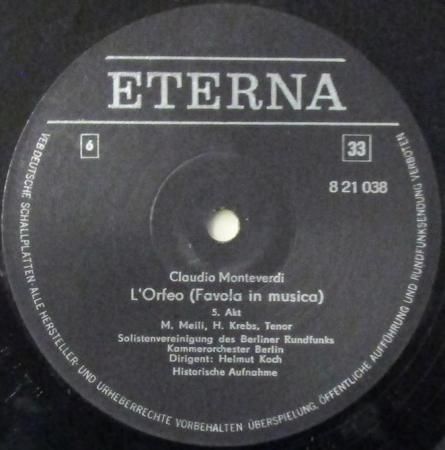 ETERNA
6
33
8 21 038
Claudio Monteverdi
L'Orfeo (Favola in musica)
5. Akt
M. Meili, H. Krebs, Tenor
Solistenvereinigung des Berliner Rundfunks
Kammerorchester Berlin
Dirigent: Helmut Koch
Historische Aufnahme
VEB DEUTSCHE SCHALLPLATTEN · ALLE HERSTELLER- UND URHEBERRECHTE VORBEHALTEN ÜBERSPIELUNG, ÖFFENTLICHE AUFFÜHRUNG UND RUNDFUNKSENDUNG VERBOTEN